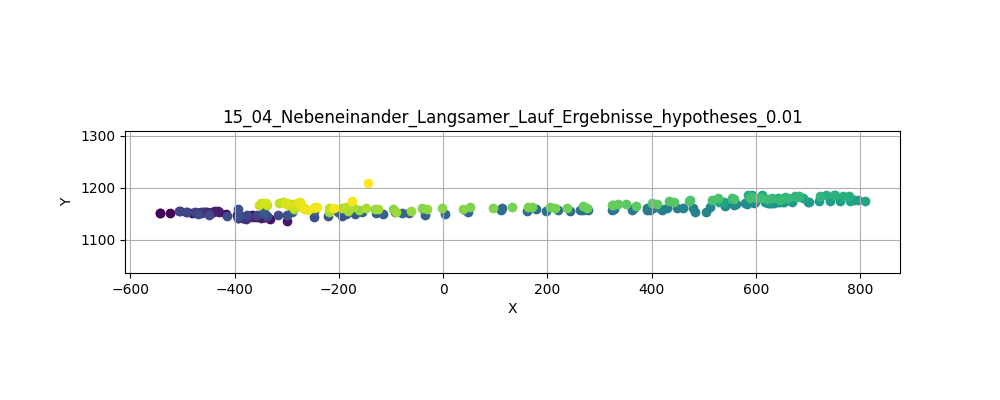 15_04_Nebeneinander_Langsamer_Lauf_Ergebnisse_hypotheses_0.01
1300
1200
1100
Y
−600 −400 −200 0 200 400 600 800
X